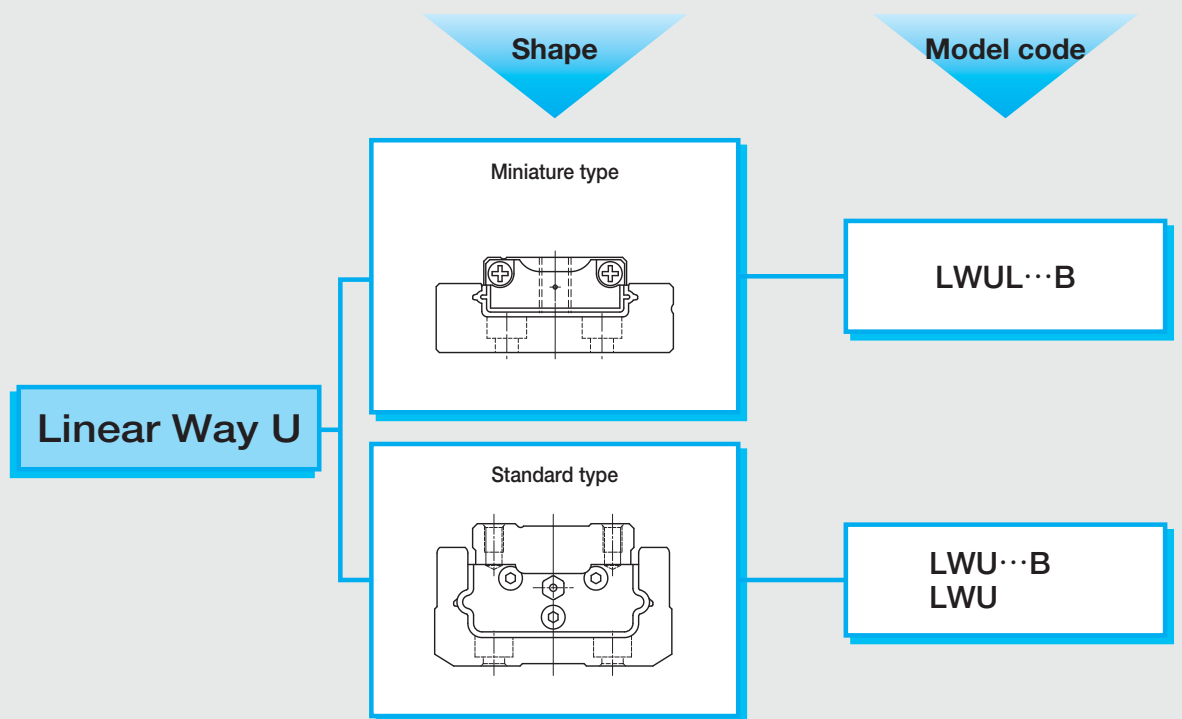 Shape
Model code
Miniature type
LWUL···B
Linear Way U
Standard type
LWU···B
LWU